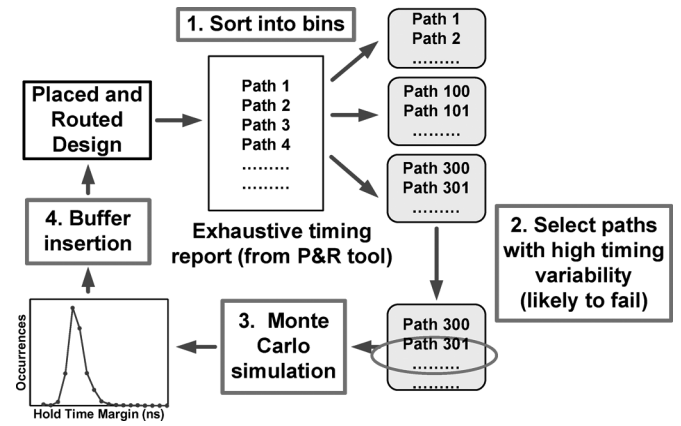 1. Sort into bins
Path 1
Path 2
.........
Placed and
Routed
Design
Path 1
Path 2
Path 3
Path 4
.........
.........
Path 100
Path 101
.........
Path 300
Path 301
.........
Exhaustive timing
report (from P&R tool)
2. Select paths
with high timing
variability
(likely to fail)
Path 300
Path 301
.........
.........
3. Monte
Carlo
simulation
4. Buffer
insertion
Occurrences
Hold Time Margin (ns)